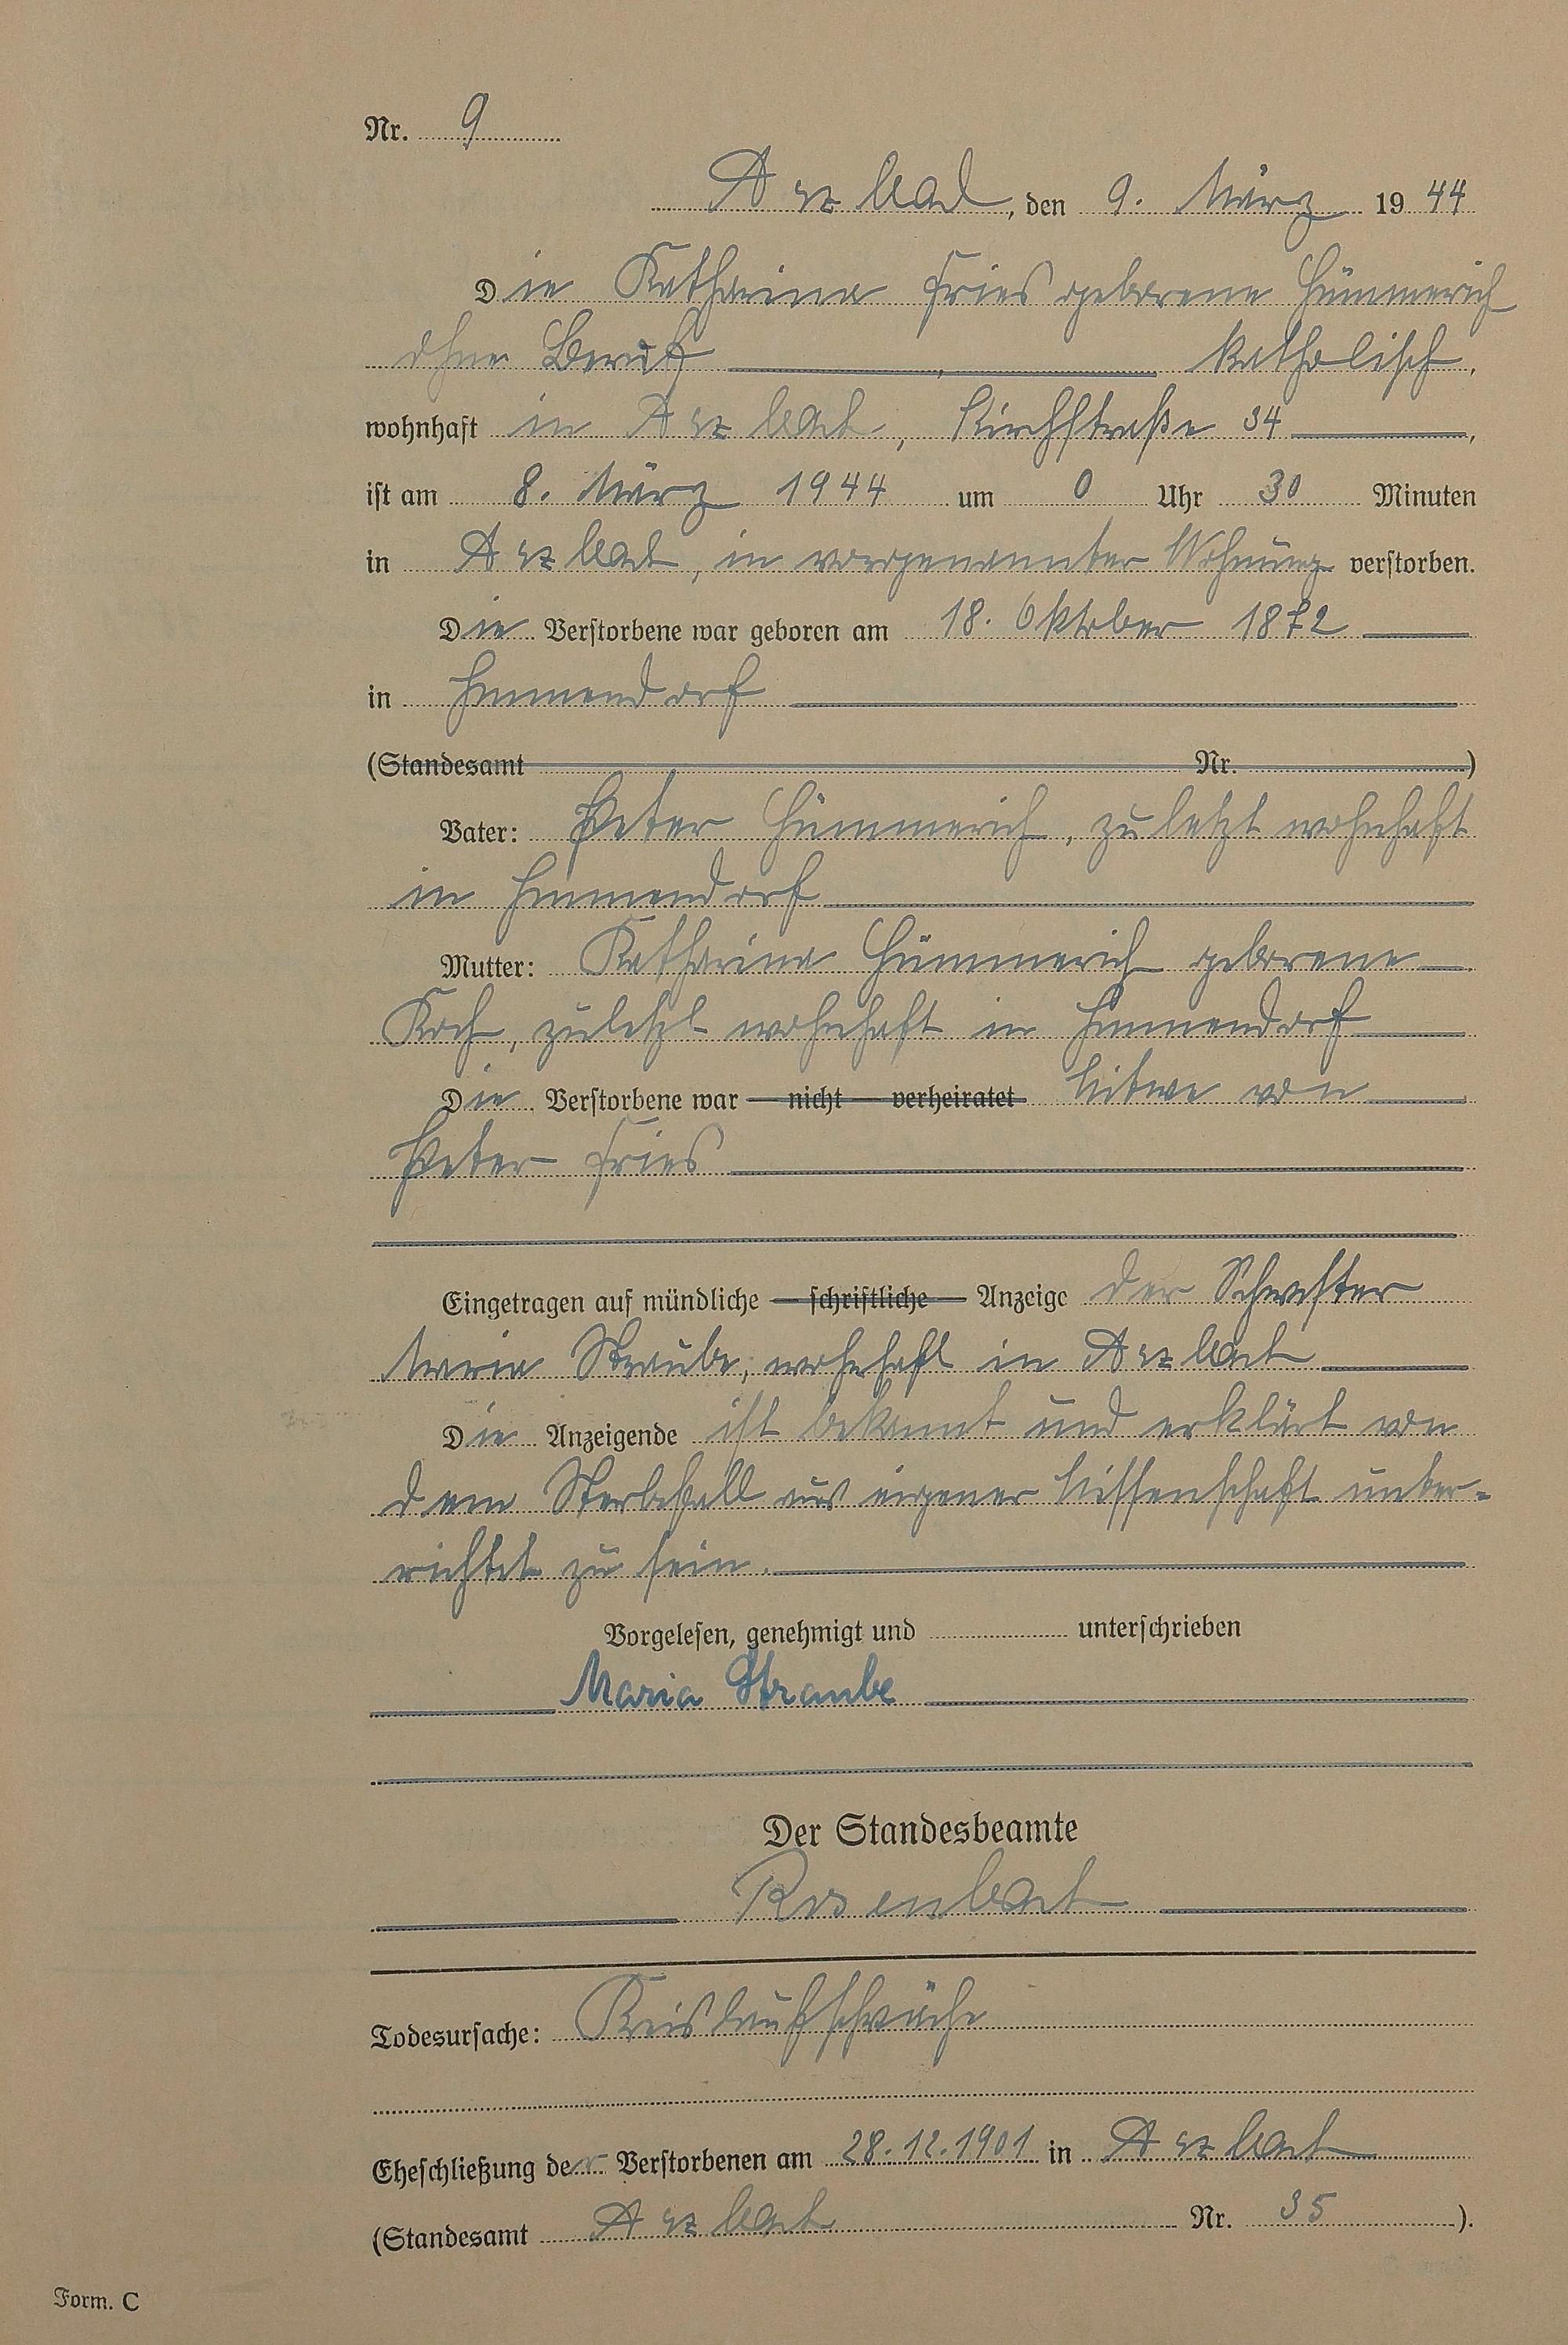 Nr. 9
Arzbach, den 9. März 1944
Die Katharina Fries geborene Hümmerich
ohne Beruf katholisch,
wohnhaft in Arzbach, Kirchstraße 34,
ist am 8. März 1944 um 0 Uhr 30 Minuten
in Arzbach, in vorgenannter Wohnung verstorben.
Die Verstorbene war geboren am 18. Oktober 1872
in
(Standesamt Nr. )
Vater: Peter Hümmerich, zuletzt wohnhaft
in
Mutter: Katharina Hümmerich geborene
Koch, zuletzt wohnhaft in
Die Verstorbene war nicht verheiratet Witwe von
Peter Fries
Eingetragen auf mündliche schriftliche Anzeige der Schwester
Maria Straube, wohnhaft in Arzbach
Die Anzeigende ist bekannt und erklärt von
dem Sterbefall aus eigener Wissenschaft unter-
richtet zu sein.
Vorgelesen, genehmigt und unterschrieben
Maria Straube
Der Standesbeamte
Rosenbach
Todesursache: Kreislaufschwäche
Eheschließung der Verstorbenen am 28.12.1901 in Arzbach
(Standesamt Arzbach Nr. 35 ).
Form. C